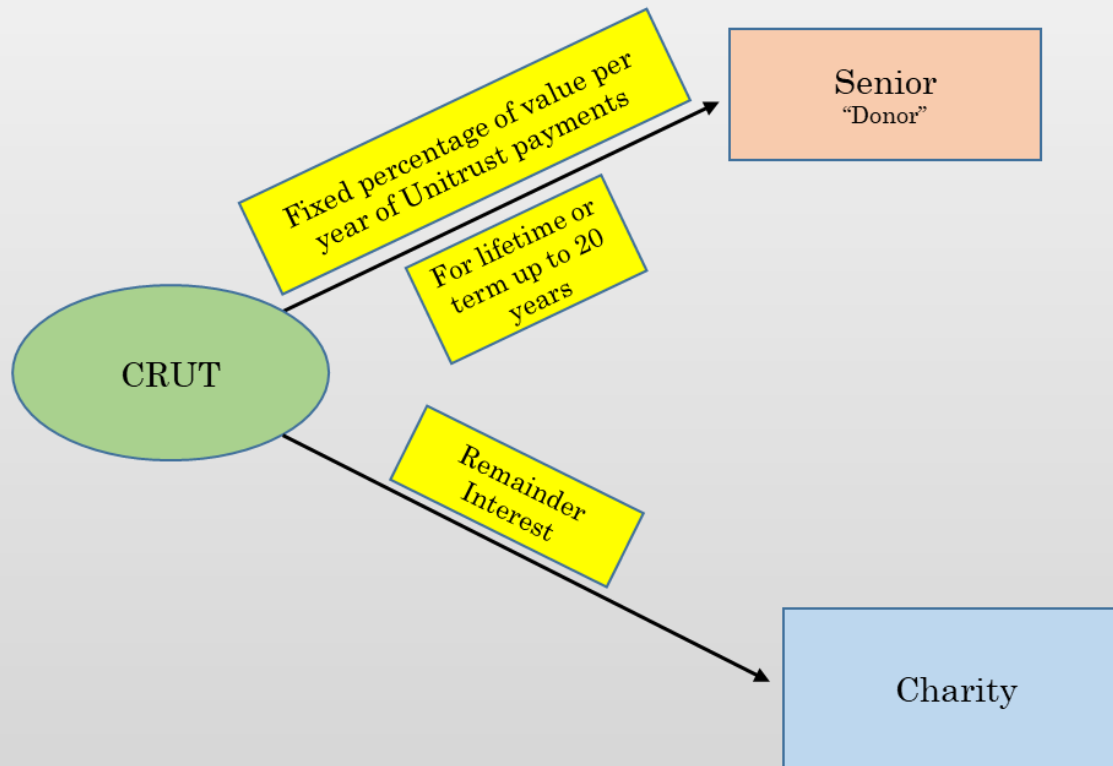 Fixed percentage of value per
year of Unitrust payments
Senior
“Donor”
For lifetime or
term up to 20
years
CRUT
Remainder
Interest
Charity